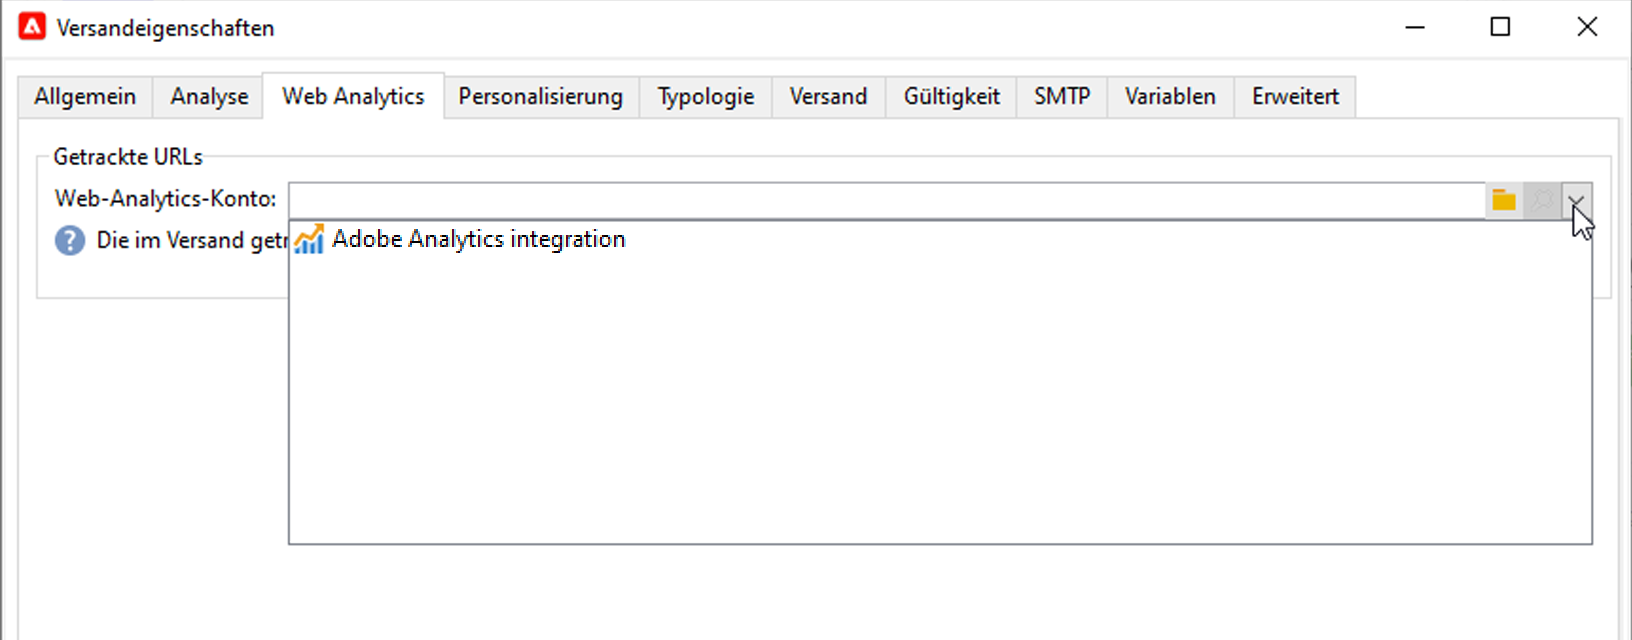 Versandeigenschaften
Allgemein Analyse Web Analytics Personalisierung Typologie Versand Gültigkeit SMTP Variablen Erweitert
Getrackte URLs
Web-Analytics-Konto:
Die im Versand
Adobe Analytics integration